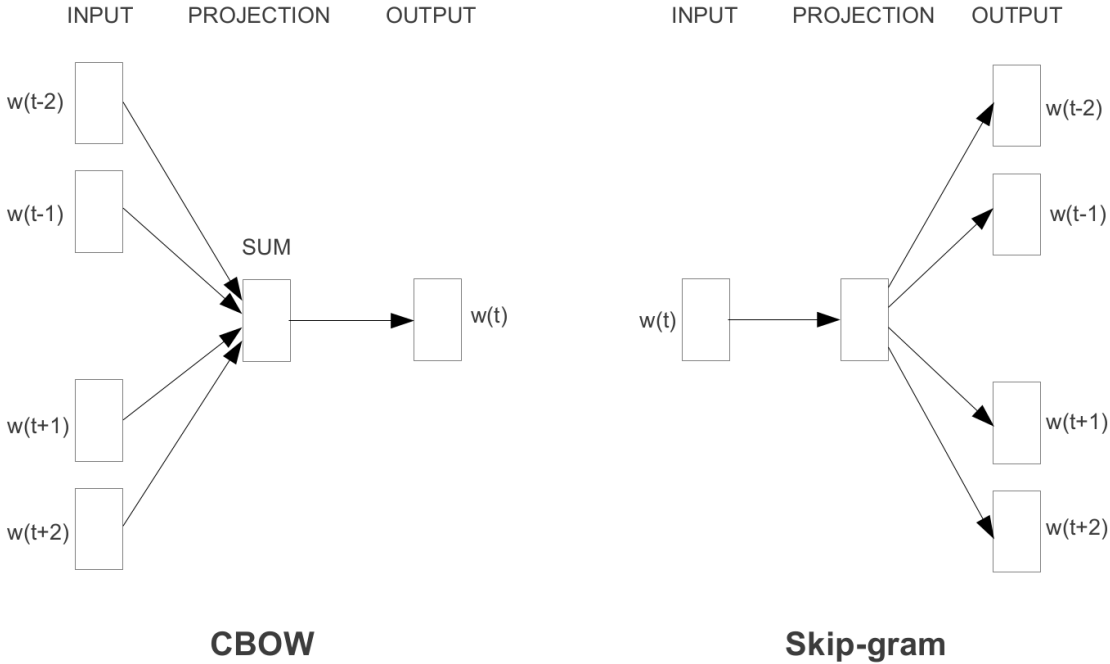 INPUT PROJECTION OUTPUT
w(t-2)
w(t-1)
SUM
w(t)
w(t+1)
w(t+2)
CBOW
INPUT PROJECTION OUTPUT
w(t-2)
w(t-1)
w(t)
w(t+1)
w(t+2)
Skip-gram